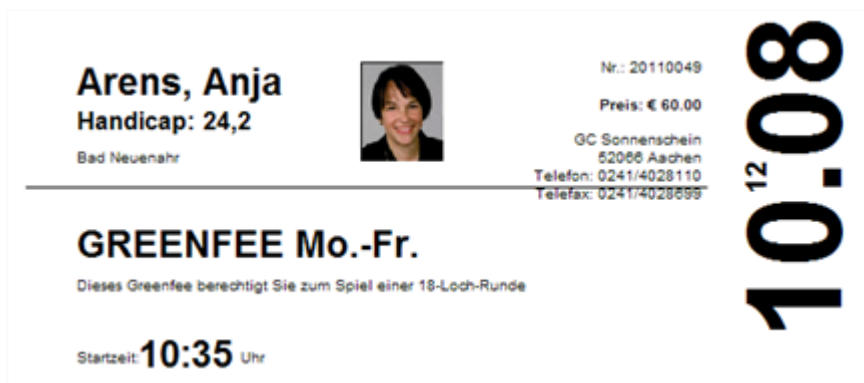 Arens, Anja
Handicap: 24,2
Bad Neuenahr
Nr.: 20110049
Preis: € 60.00
GC Sonnenschein
52066 Aachen
Telefon: 0241/4028110
Telefax: 0241/4028699
GREENFEE Mo.-Fr.
Dieses Greenfee berechtigt Sie zum Spiel einer 18-Loch-Runde
Startzeit: 10:35 Uhr
10.08
12